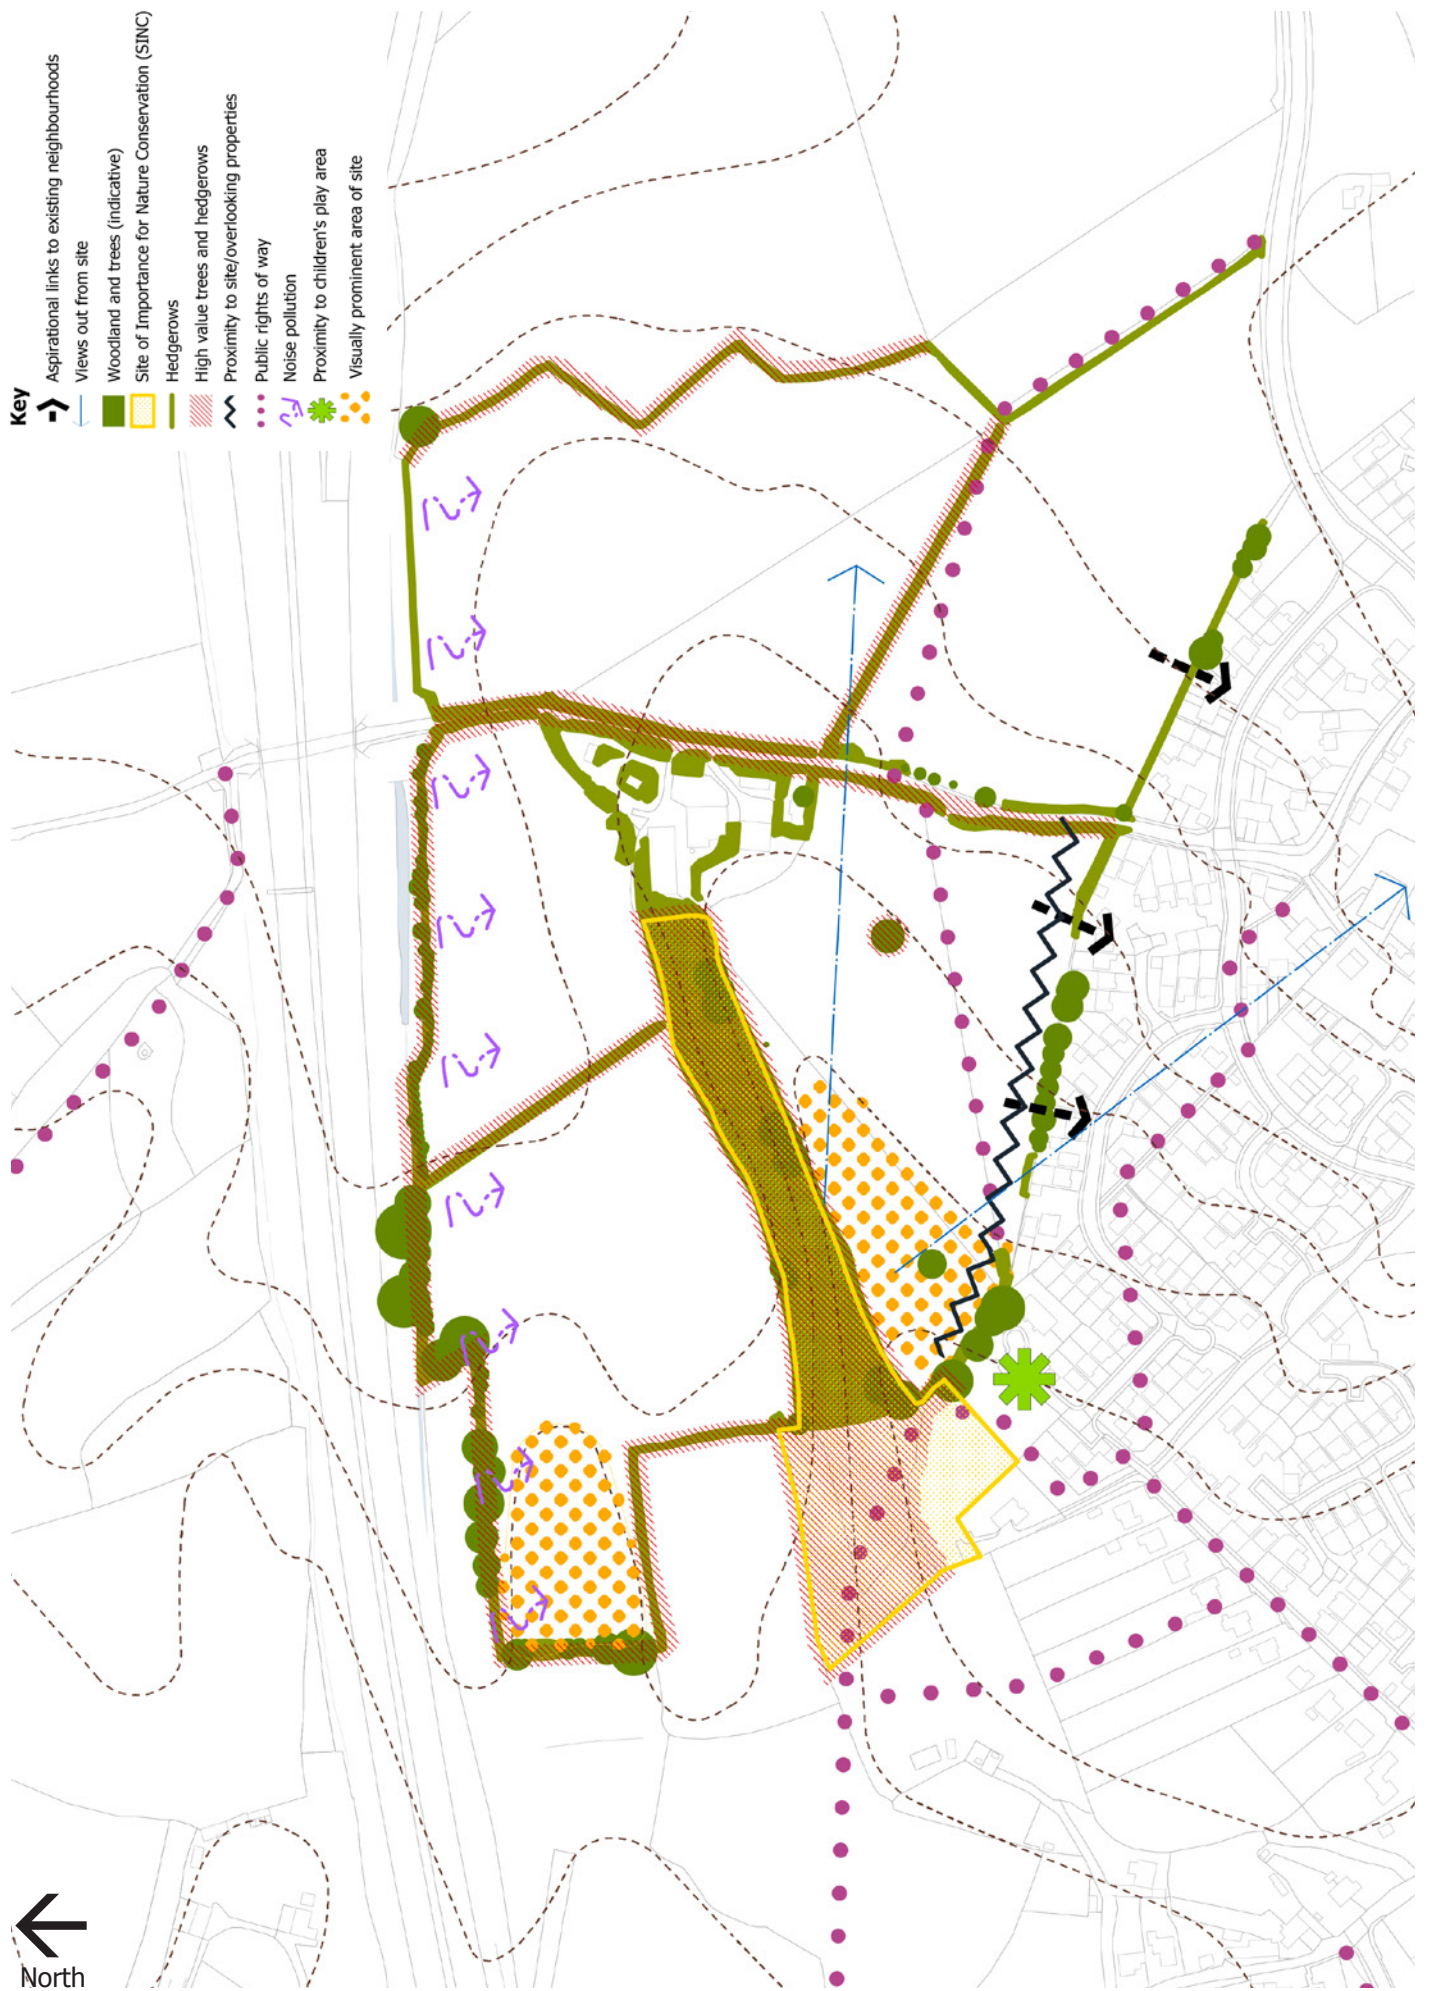 Key
Aspirational links to existing neighbourhoods
Views out from site
Woodland and trees (indicative)
Site of Importance for Nature Conservation (SINC)
Hedgerows
High value trees and hedgerows
Proximity to site/overlooking properties
Public rights of way
Noise pollution
Proximity to children's play area
Visually prominent area of site
North